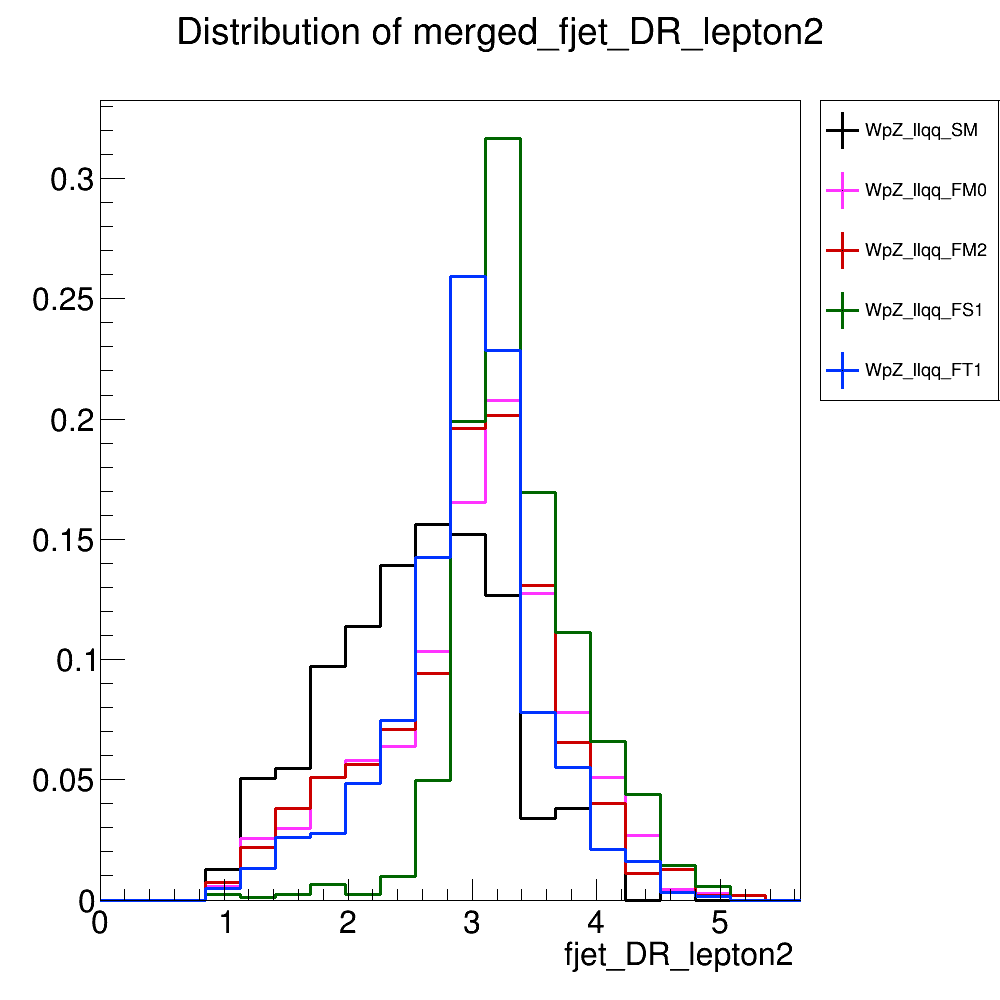 Distribution of merged_fjet_DR_lepton2
WpZ_llqq_SM
WpZ_llqq_FM0
WpZ_llqq_FM2
WpZ_llqq_FS1
WpZ_llqq_FT1
0.3
0.25
0.2
0.15
0.1
0.05
0
0 1 2 3 4 5
fjet_DR_lepton2